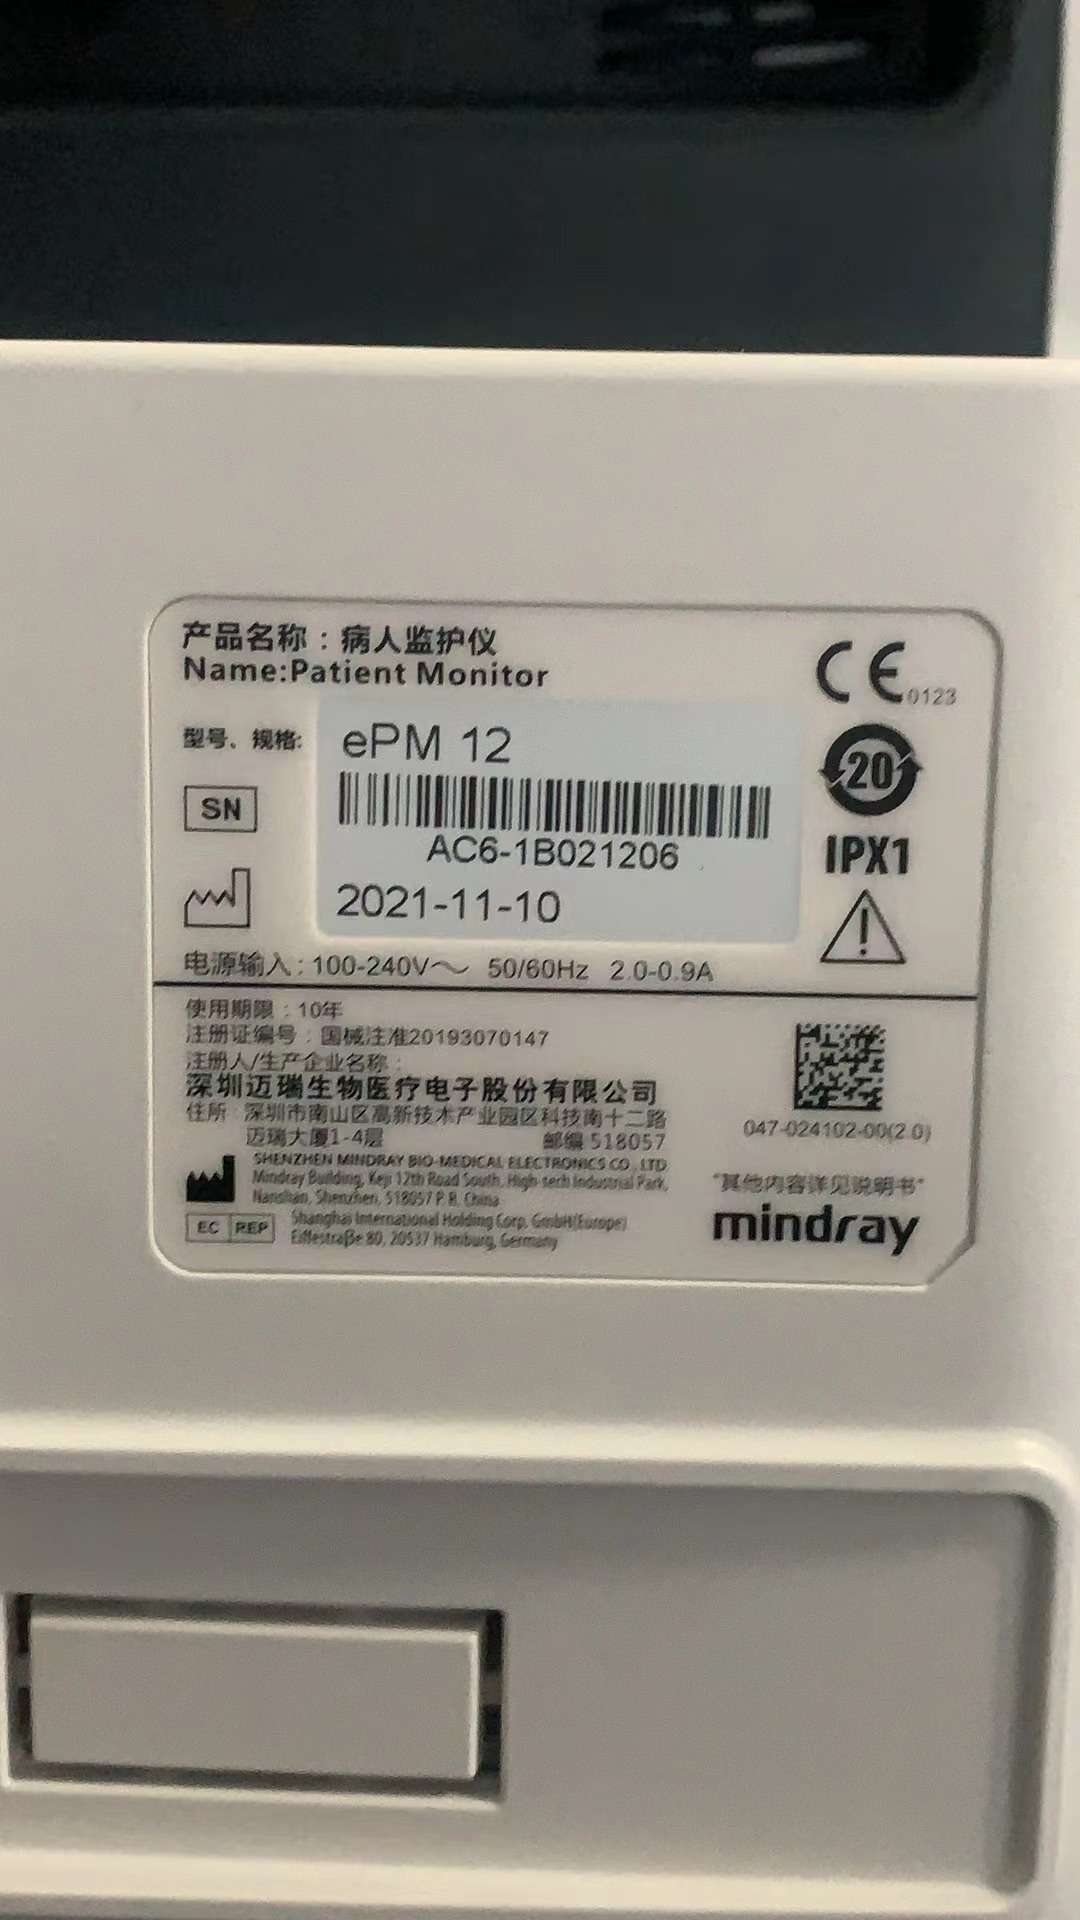 产品名称：病人监护仪
Name:Patient Monitor
CE 0123
型号、规格: ePM 12
20
SN
AC6-1B021206
IPX1
2021-11-10
电源输入：100-240V～ 50/60Hz 2.0-0.9A
使用期限：10年
注册证编号：国械注准20193070147
注册人/生产企业名称：
深圳迈瑞生物医疗电子股份有限公司
住所 深圳市南山区高新技术产业园区科技南十二路
迈瑞大厦1-4层 邮编 518057
047-024102-00(2.0)
SHENZHEN MINDRAY BIO-MEDICAL ELECTRONICS CO., LTD.
Mindray Building, Keji 12th Road South, High-tech Industrial Park,
Nanshan, Shenzhen, 518057 P. R. China
"其他内容详见说明书"
EC REP
Shanghai International Holding Corp. GmbH(Europe)
Eiffestraβe 80, 20537 Hamburg, Germany
mindray